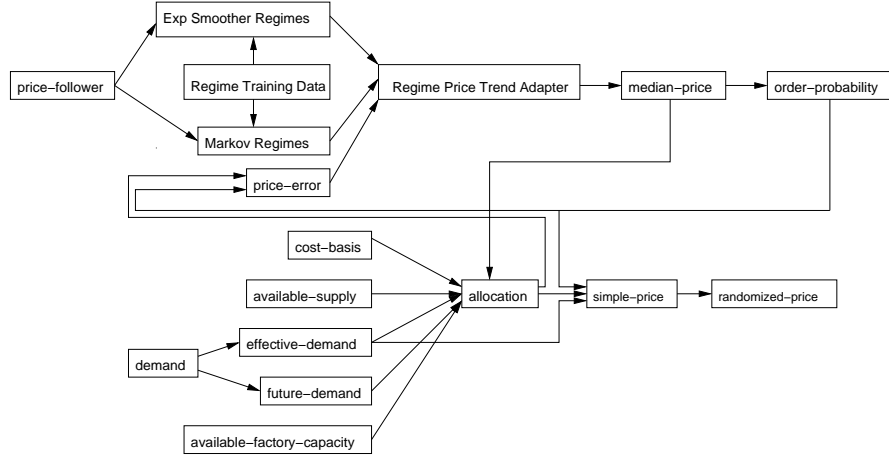 Exp Smoother Regimes
price-follower
Regime Training Data
Regime Price Trend Adapter
median-price
order-probability
Markov Regimes
price-error
cost-basis
available-supply
allocation
simple-price
randomized-price
effective-demand
demand
future-demand
available-factory-capacity